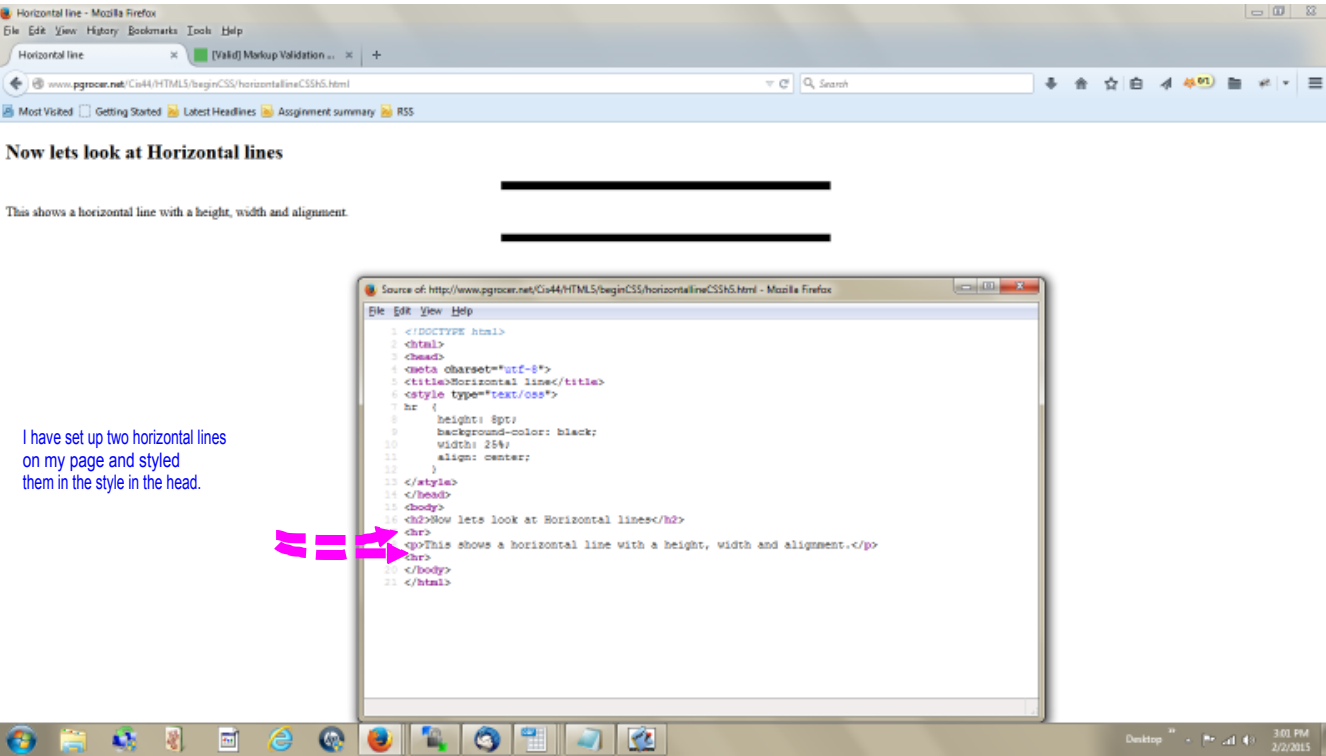 Horizontal line - Mozilla Firefox
File Edit View History Bookmarks Tools Help
Horizontal line × [Valid] Markup Validation ... × +
www.pgrocer.net/Cis44/HTML5/beginCSS/horizontallineCSSh5.html Search
Most Visited Getting Started Latest Headlines Assginment summary RSS
Now lets look at Horizontal lines
This shows a horizontal line with a height, width and alignment.
Source of: http://www.pgrocer.net/Cis44/HTML5/beginCSS/horizontallineCSSh5.html - Mozilla Firefox
File Edit View Help
1 <!DOCTYPE html>
2 <html>
3 <head>
4 <meta charset="utf-8">
5 <title>Horizontal line</title>
6 <style type="text/css">
7 hr {
8 height: 8pt;
9 background-color: black;
10 width: 25%;
11 align: center;
12 }
13 </style>
14 </head>
15 <body>
16 <h2>Now lets look at Horizontal lines</h2>
<hr>
<p>This shows a horizontal line with a height, width and alignment.</p>
<hr>
20 </body>
21 </html>
I have set up two horizontal lines
on my page and styled
them in the style in the head.
Desktop
3:01 PM
2/2/2015